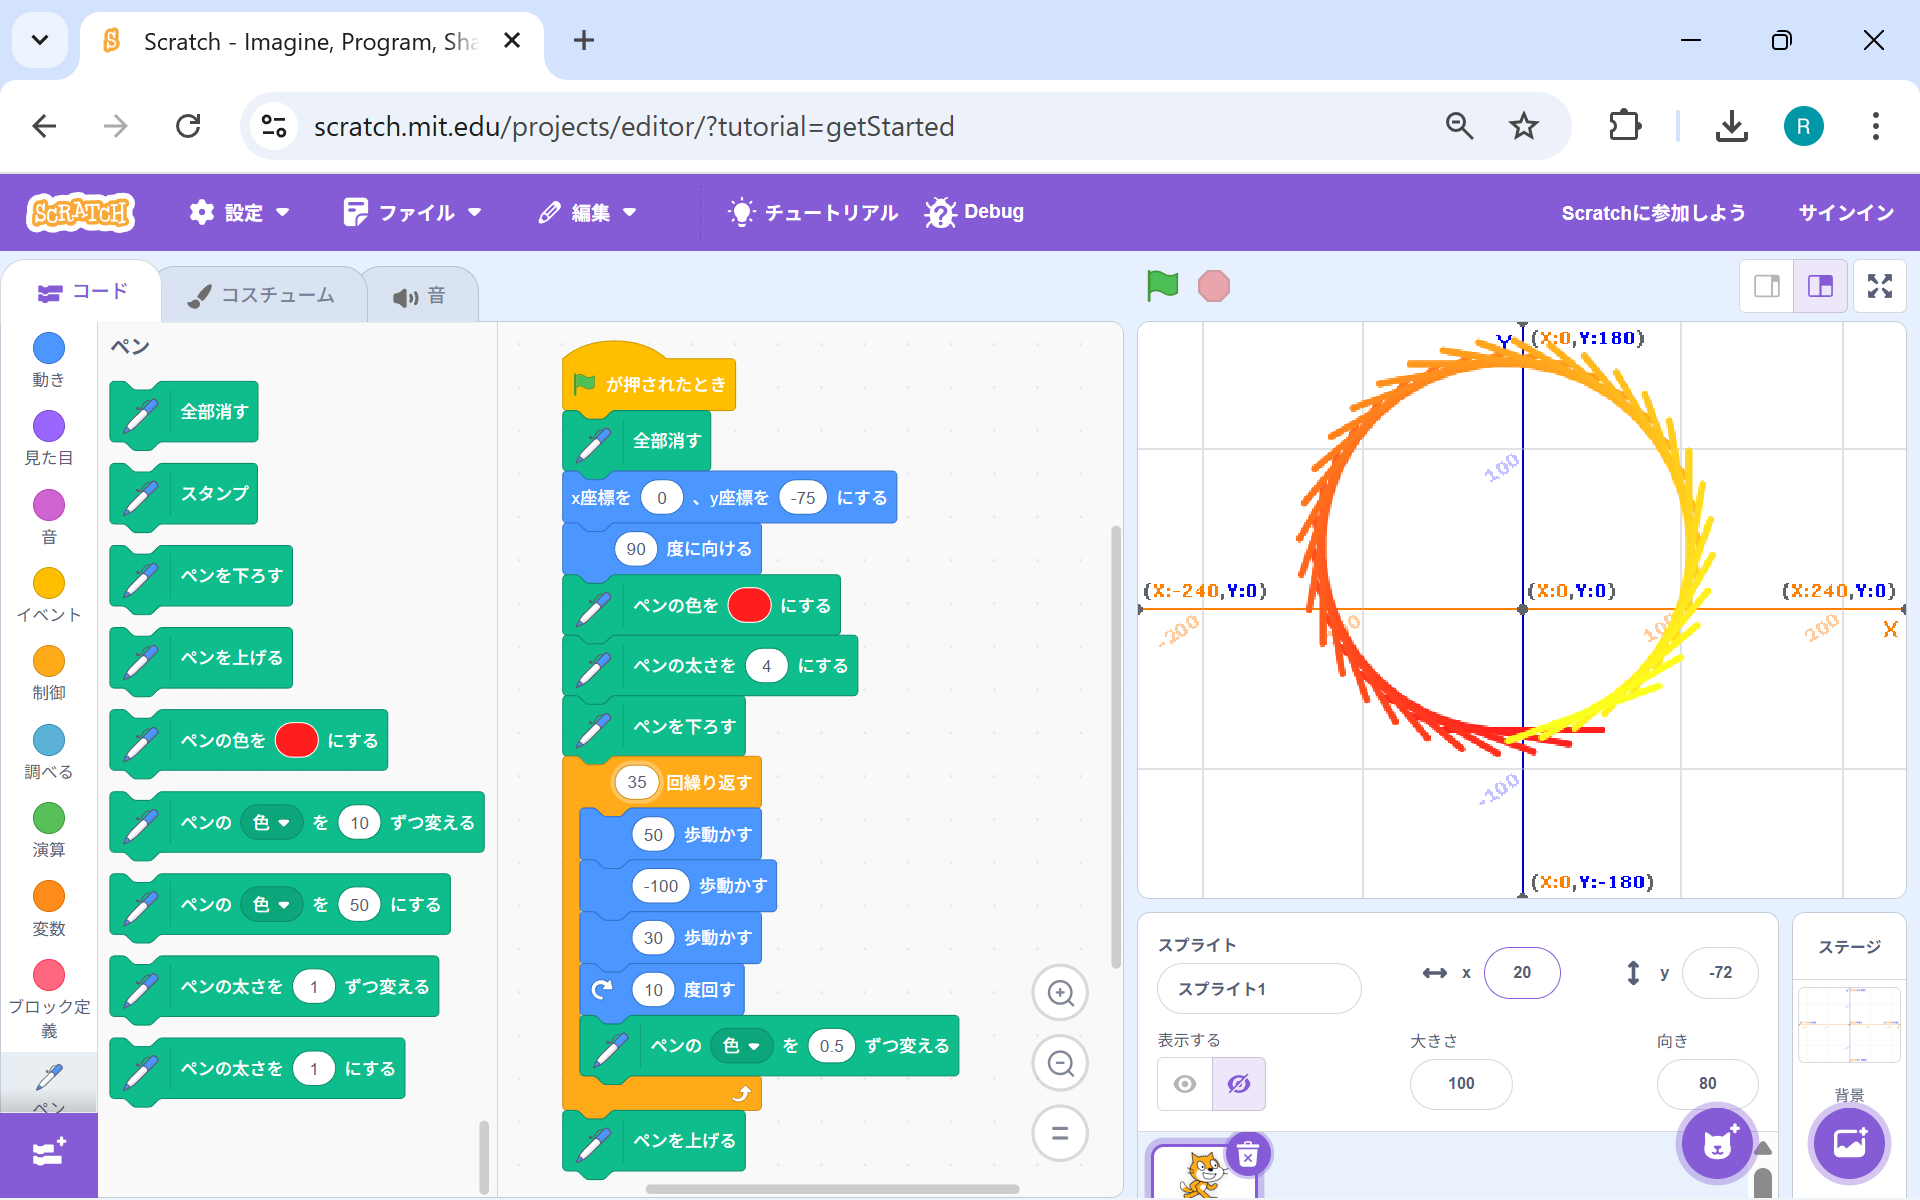 Scratch - Imagine, Program, Sha
scratch.mit.edu/projects/editor/?tutorial=getStarted
R
SCRATCH
設定
ファイル
編集
チュートリアル
Debug
Scratchに参加しよう
サインイン
コード
コスチューム
音
動き
見た目
音
イベント
制御
調べる
演算
変数
ブロック定義
ペン
ペン
全部消す
スタンプ
ペンを下ろす
ペンを上げる
ペンの色を にする
ペンの 色 を 10 ずつ変える
ペンの 色 を 50 にする
ペンの太さを 1 ずつ変える
ペンの太さを 1 にする
が押されたとき
全部消す
x座標を 0 、y座標を -75 にする
90 度に向ける
ペンの色を にする
ペンの太さを 4 にする
ペンを下ろす
35 回繰り返す
50 歩動かす
-100 歩動かす
30 歩動かす
10 度回す
ペンの 色 を 0.5 ずつ変える
ペンを上げる
Y
(X:0,Y:180)
100
(X:-240,Y:0)
(X:0,Y:0)
(X:240,Y:0)
-200
100
200
X
-100
(X:0,Y:-180)
スプライト
スプライト1
x 20
y -72
表示する
大きさ 100
向き 80
ステージ
背景